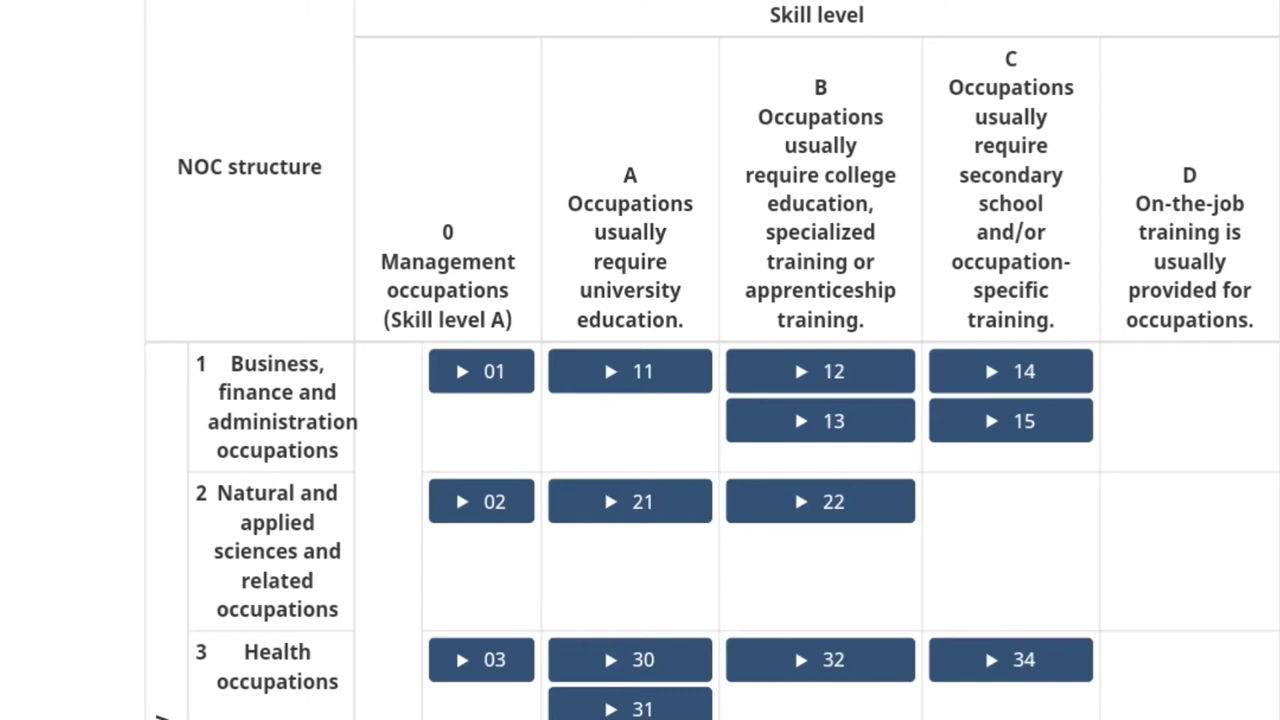 Skill level
NOC structure
0
Management
occupations
(Skill level A)
A
Occupations
usually
require
university
education.
B
Occupations
usually
require college
education,
specialized
training or
apprenticeship
training.
C
Occupations
usually
require
secondary
school
and/or
occupation-
specific
training.
D
On-the-job
training is
usually
provided for
occupations.
1 Business,
finance and
administration
occupations
01
11
12
13
14
15
2 Natural and
applied
sciences and
related
occupations
02
21
22
3 Health
occupations
03
30
31
32
34